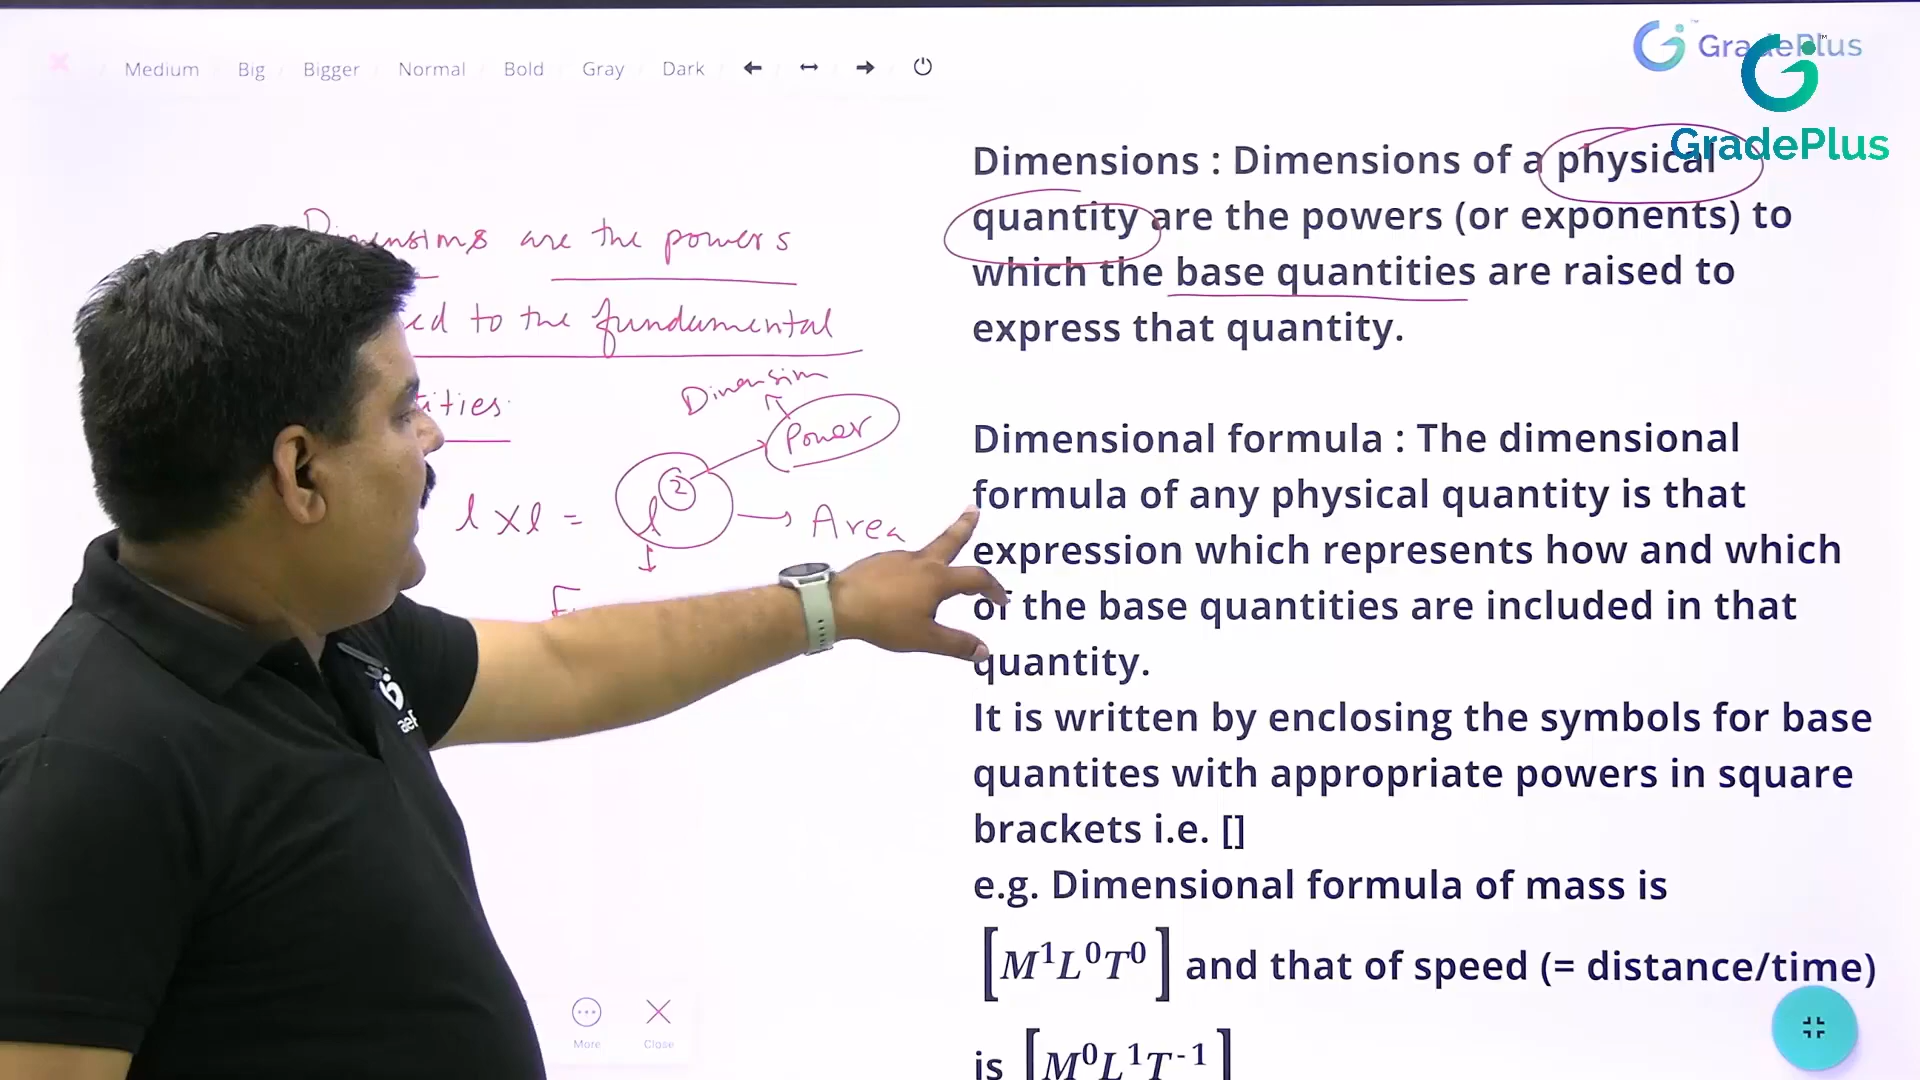 Medium / Big / Bigger / Normal / Bold / Gray / Dark
GradePlus
GradePlus
Dimensions : Dimensions of a physical
quantity are the powers (or exponents) to
which the base quantities are raised to
express that quantity.
Dimensional formula : The dimensional
formula of any physical quantity is that
expression which represents how and which
of the base quantities are included in that
quantity.
It is written by enclosing the symbols for base
quantites with appropriate powers in square
brackets i.e. []
e.g. Dimensional formula of mass is
[M¹L⁰T⁰] and that of speed (= distance/time)
is [M⁰L¹T⁻¹]
Dimensions are the powers
to the fundamental
Dimension
Power
l × l = l² → Area
More
Close